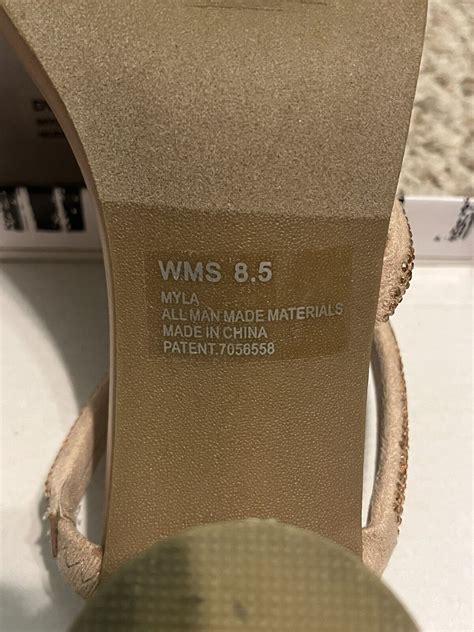 WMS 8.5
MYLA
ALL MAN MADE MATERIALS
MADE IN CHINA
PATENT.7056558